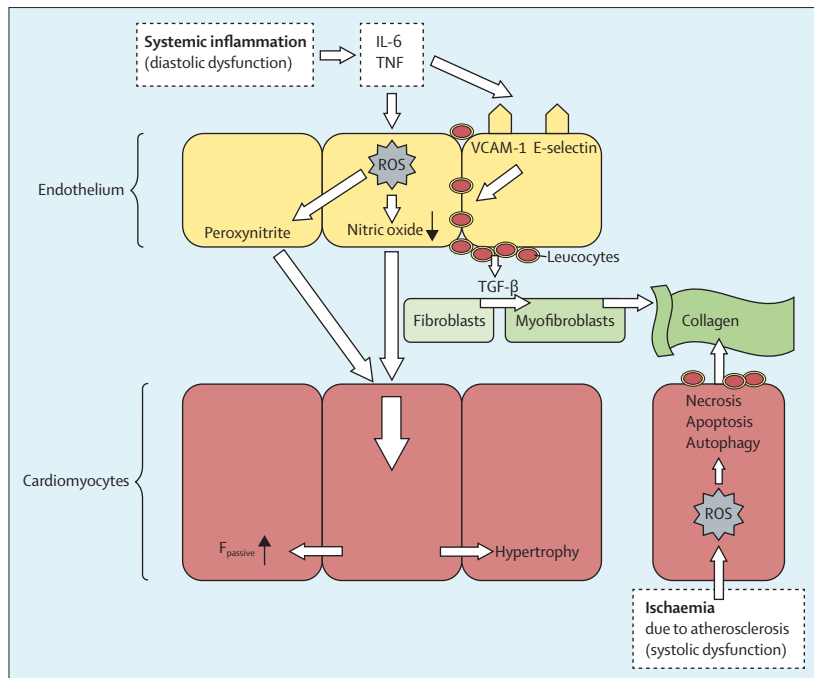 Systemic inflammation
(diastolic dysfunction)
IL-6
TNF
VCAM-1 E-selectin
ROS
Endothelium
Peroxynitrite
Nitric oxide
Leucocytes
TGF-β
Fibroblasts
Myofibroblasts
Collagen
Necrosis
Apoptosis
Autophagy
Cardiomyocytes
ROS
Fpassive
Hypertrophy
Ischaemia
due to atherosclerosis
(systolic dysfunction)